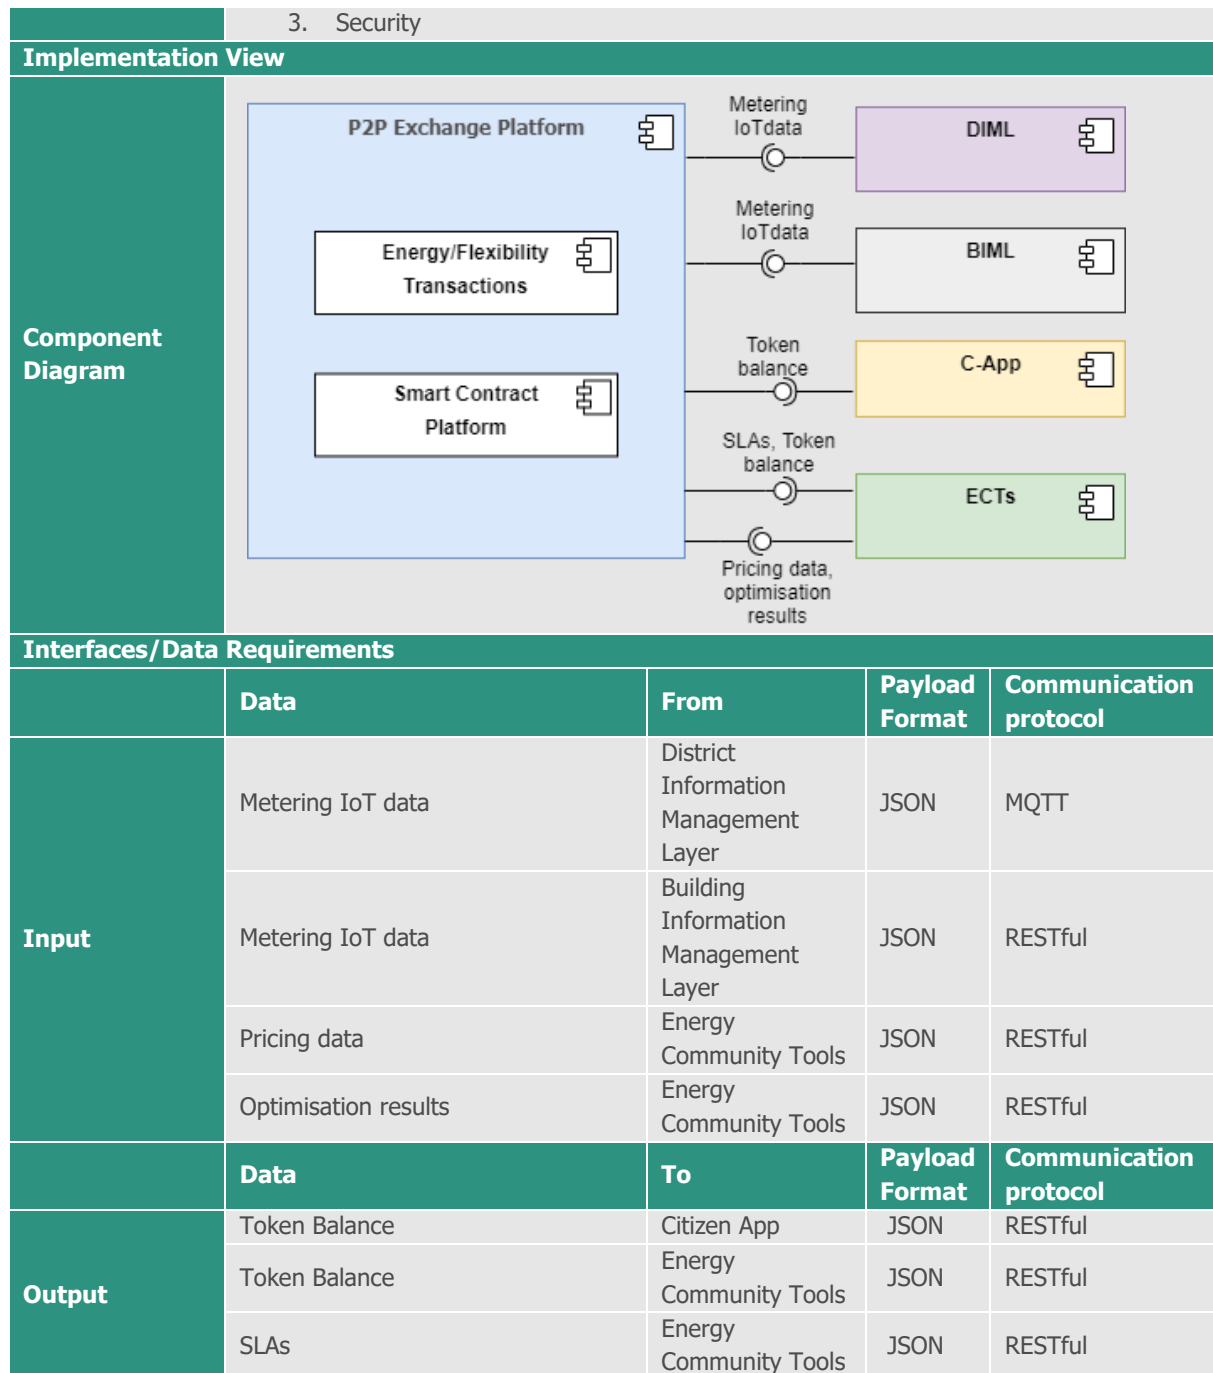 3. Security
Implementation View
Component
Diagram
P2P Exchange Platform
Energy/Flexibility
Transactions
Smart Contract
Platform
Metering
IoTdata
DIML
Metering
IoTdata
BIML
Token
balance
C-App
SLAs, Token
balance
ECTs
Pricing data,
optimisation
results
Interfaces/Data Requirements
Data
From
Payload
Format
Communication
protocol
Input
Metering IoT data
District
Information
Management
Layer
JSON
MQTT
Metering IoT data
Building
Information
Management
Layer
JSON
RESTful
Pricing data
Energy
Community Tools
JSON
RESTful
Optimisation results
Energy
Community Tools
JSON
RESTful
Data
To
Payload
Format
Communication
protocol
Output
Token Balance
Citizen App
JSON
RESTful
Token Balance
Energy
Community Tools
JSON
RESTful
SLAs
Energy
Community Tools
JSON
RESTful